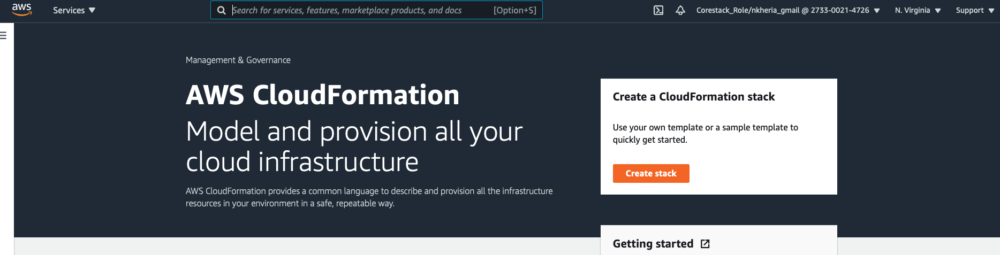 aws
Services
Search for services, features, marketplace products, and docs
[Option+S]
Corestack_Role/nkheria_gmail @ 2733-0021-4726
N. Virginia
Support
Management & Governance
AWS CloudFormation
Model and provision all your
cloud infrastructure
AWS CloudFormation provides a common language to describe and provision all the infrastructure
resources in your environment in a safe, repeatable way.
Create a CloudFormation stack
Use your own template or a sample template to
quickly get started.
Create stack
Getting started